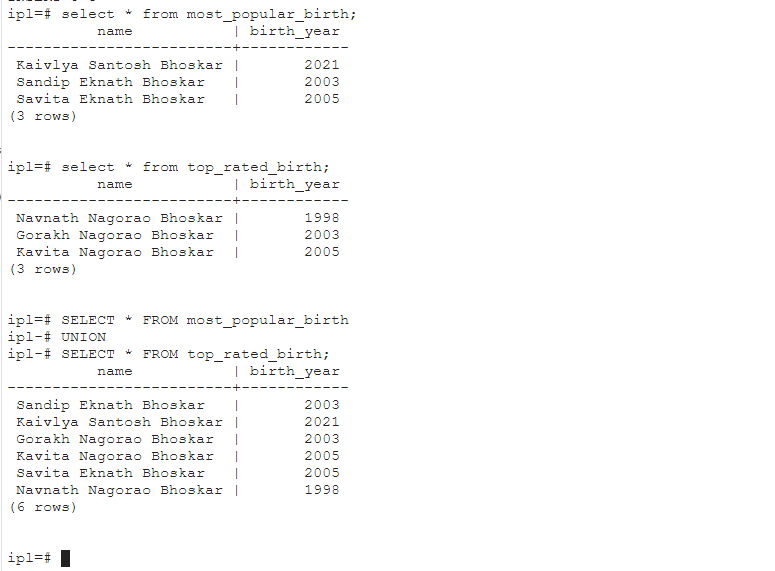 ipl=# select * from most_popular_birth;
          name           | birth_year
-------------------------+------------
 Kaivlya Santosh Bhoskar |       2021
 Sandip Eknath Bhoskar   |       2003
 Savita Eknath Bhoskar   |       2005
(3 rows)
ipl=# select * from top_rated_birth;
          name           | birth_year
-------------------------+------------
 Navnath Nagorao Bhoskar |       1998
 Gorakh Nagorao Bhoskar  |       2003
 Kavita Nagorao Bhoskar  |       2005
(3 rows)
ipl=# SELECT * FROM most_popular_birth
ipl-# UNION
ipl-# SELECT * FROM top_rated_birth;
          name           | birth_year
-------------------------+------------
 Sandip Eknath Bhoskar   |       2003
 Kaivlya Santosh Bhoskar |       2021
 Gorakh Nagorao Bhoskar  |       2003
 Kavita Nagorao Bhoskar  |       2005
 Savita Eknath Bhoskar   |       2005
 Navnath Nagorao Bhoskar |       1998
(6 rows)
ipl=#